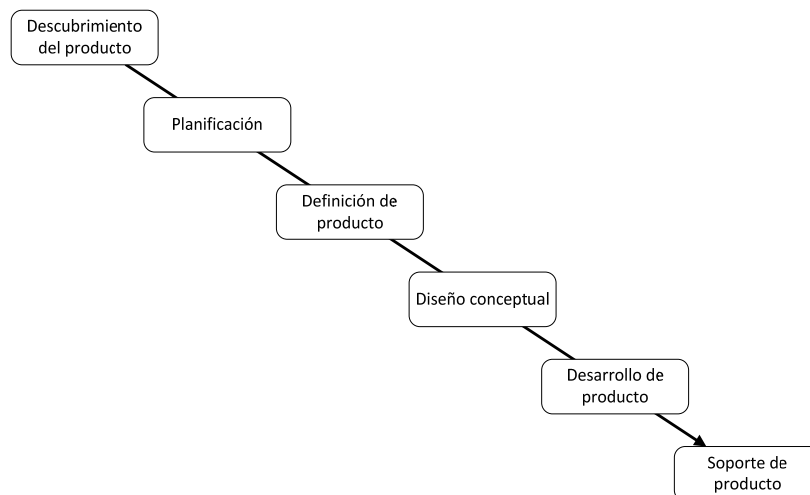 Descubrimiento
del producto
Planificación
Definición de
producto
Diseño conceptual
Desarrollo de
producto
Soporte de
producto